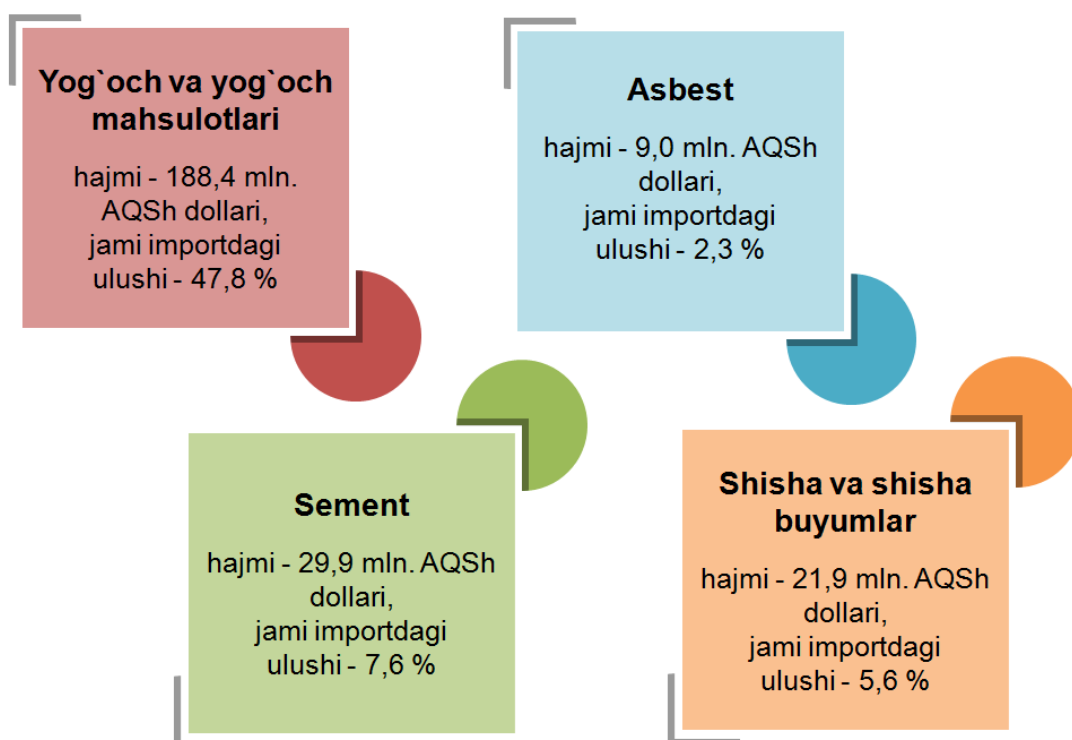 Yog`och va yog`och
mahsulotlari
hajmi - 188,4 mln.
AQSh dollari,
jami importdagi
ulushi - 47,8 %
Asbest
hajmi - 9,0 mln. AQSh
dollari,
jami importdagi
ulushi - 2,3 %
Sement
hajmi - 29,9 mln. AQSh
dollari,
jami importdagi
ulushi - 7,6 %
Shisha va shisha
buyumlar
hajmi - 21,9 mln. AQSh
dollari,
jami importdagi
ulushi - 5,6 %